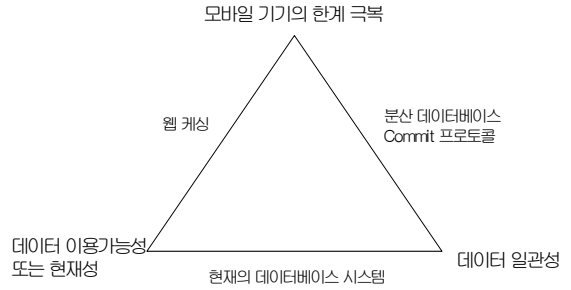 모바일 기기의 한계 극복
웹 케싱
분산 데이터베이스
Commit 프로토콜
데이터 이용가능성
또는 현재성
데이터 일관성
현재의 데이터베이스 시스템